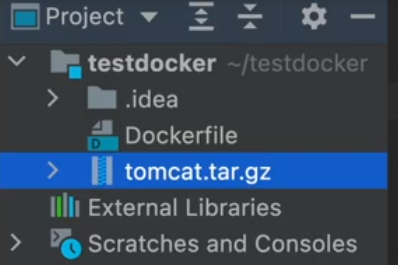 Project
testdocker ~/testdocker
.idea
Dockerfile
tomcat.tar.gz
External Libraries
Scratches and Consoles